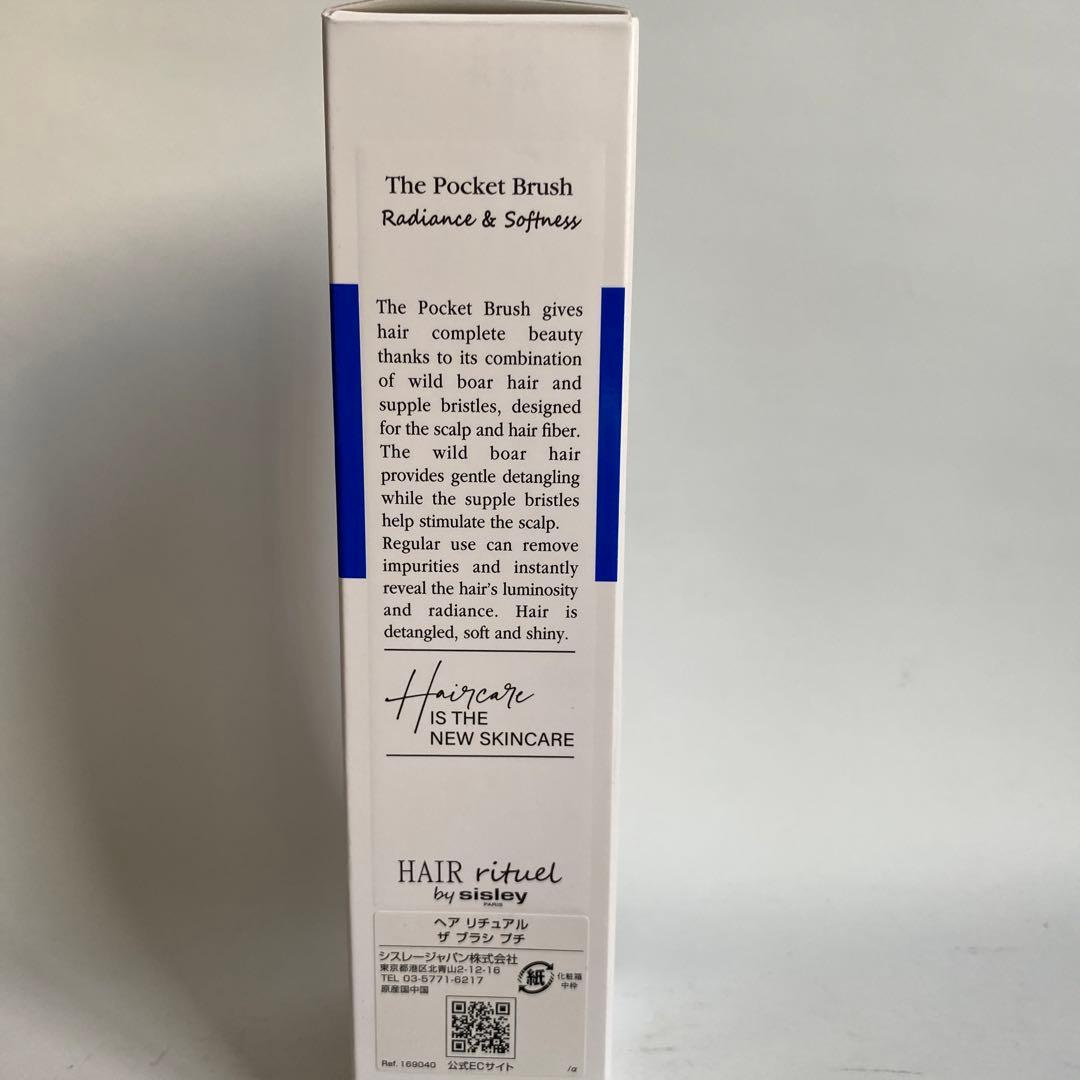 The Pocket Brush
Radiance & Softness
The Pocket Brush gives
hair complete beauty
thanks to its combination
of wild boar hair and
supple bristles, designed
for the scalp and hair fiber.
The wild boar hair
provides gentle detangling
while the supple bristles
help stimulate the scalp.
Regular use can remove
impurities and instantly
reveal the hair's luminosity
and radiance. Hair is
detangled, soft and shiny.
Haircare
IS THE
NEW SKINCARE
HAIR rituel
by sisley
PARIS
ヘア リチュアル
ザ ブラシ プチ
シスレージャパン株式会社
東京都港区北青山2-12-16
TEL 03-5771-6217
原産国中国
紙
化粧箱
中枠
Ref. 169040 公式ECサイト /α